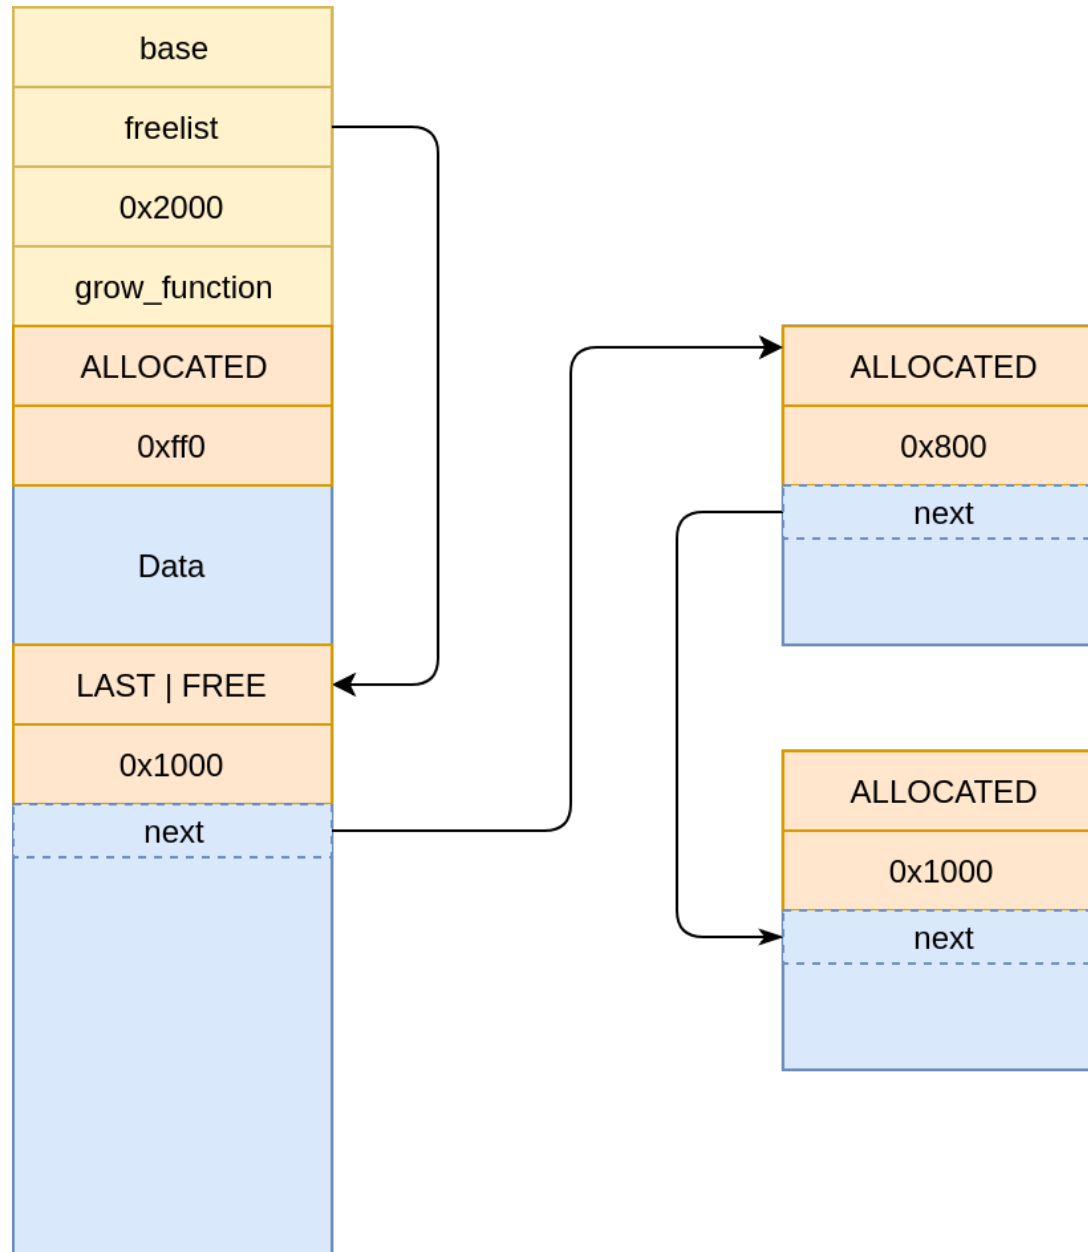 base
freelist
0x2000
grow_function
ALLOCATED
0xff0
Data
LAST | FREE
0x1000
next
ALLOCATED
0x800
next
ALLOCATED
0x1000
next